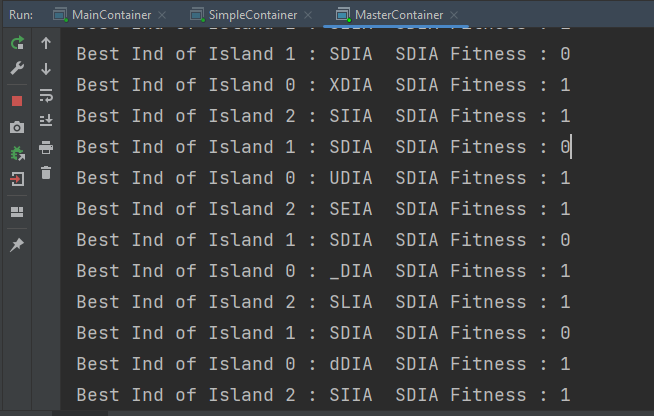 Run: MainContainer SimpleContainer MasterContainer
Best Ind of Island 1 : SDIA  SDIA Fitness : 0
Best Ind of Island 0 : XDIA  SDIA Fitness : 1
Best Ind of Island 2 : SIIA  SDIA Fitness : 1
Best Ind of Island 1 : SDIA  SDIA Fitness : 0
Best Ind of Island 0 : UDIA  SDIA Fitness : 1
Best Ind of Island 2 : SEIA  SDIA Fitness : 1
Best Ind of Island 1 : SDIA  SDIA Fitness : 0
Best Ind of Island 0 : _DIA  SDIA Fitness : 1
Best Ind of Island 2 : SLIA  SDIA Fitness : 1
Best Ind of Island 1 : SDIA  SDIA Fitness : 0
Best Ind of Island 0 : dDIA  SDIA Fitness : 1
Best Ind of Island 2 : SIIA  SDIA Fitness : 1